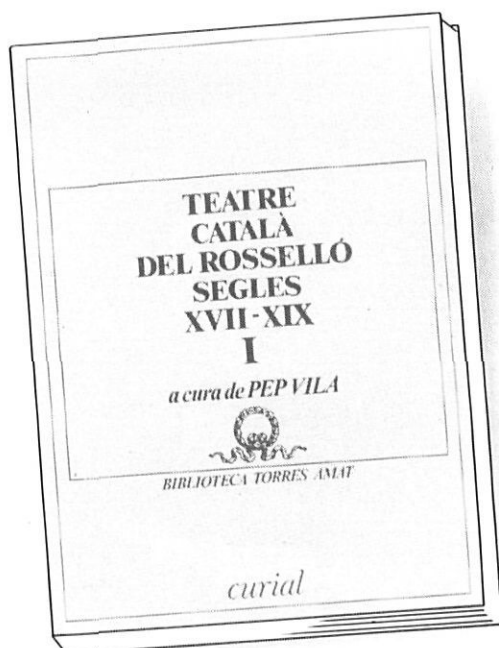 TEATRE
CATALÀ
DEL ROSSELLÓ
SEGLES
XVII-XIX
I
a cura de PEP VILA
BIBLIOTECA TORRES AMAT
curial